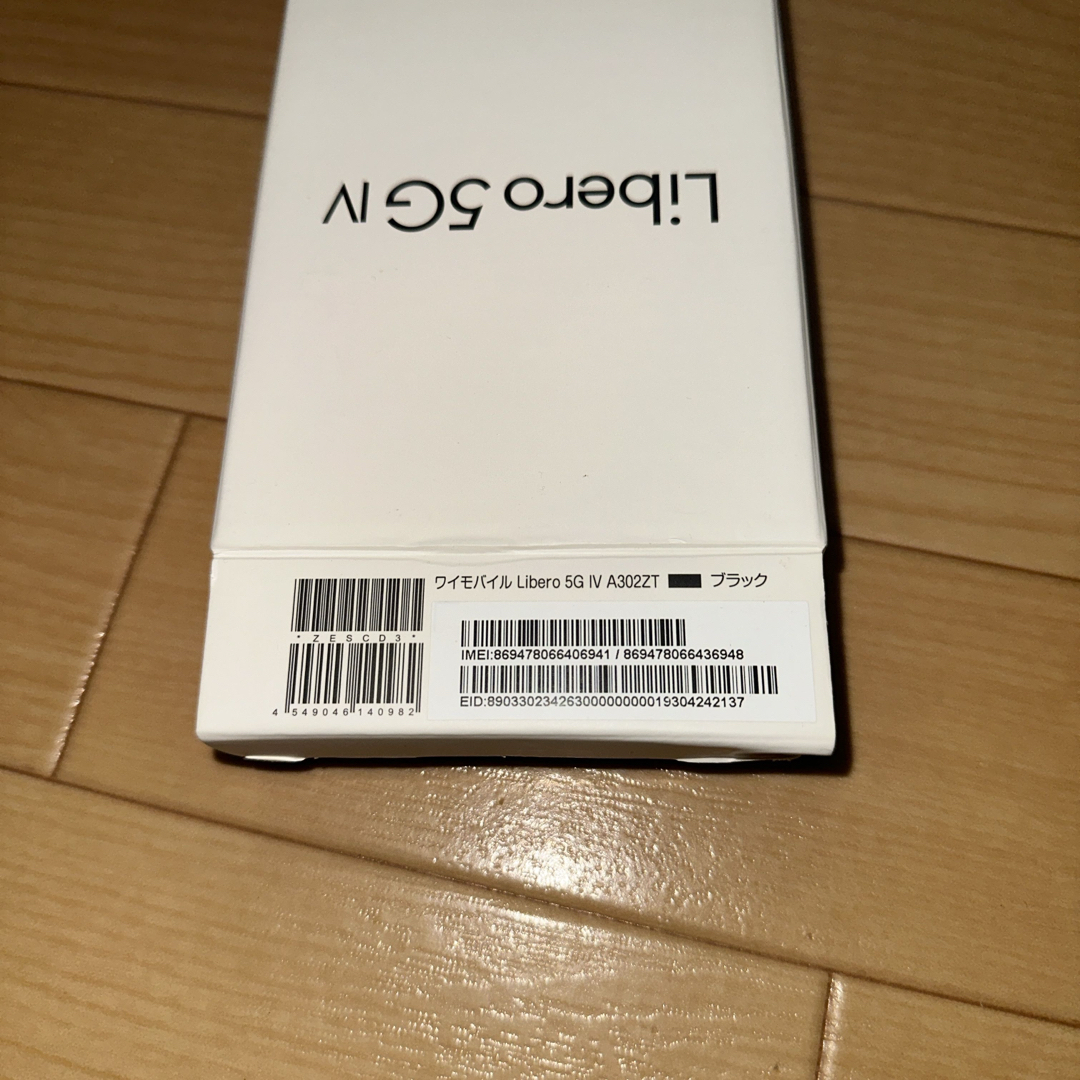 Libero 5G IV
ワイモバイル Libero 5G IV A302ZT ブラック
*ZESCD3*
4 549046 140982
IMEI:869478066406941 / 869478066436948
EID:89033023426300000000019304242137